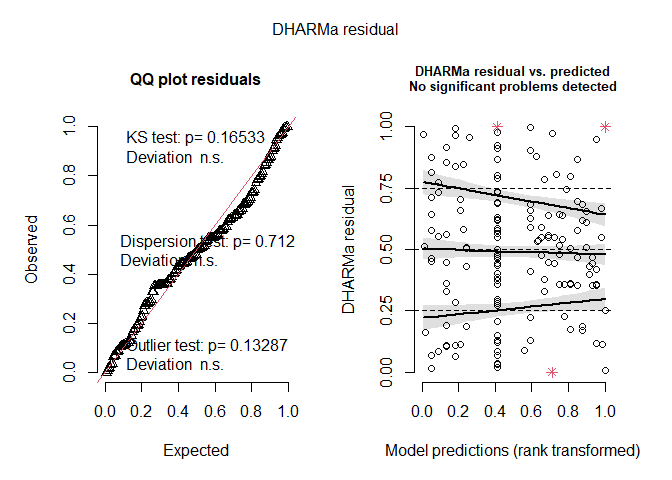 DHARMa residual
QQ plot residuals
KS test: p= 0.16533
Deviation n.s.
Dispersion test: p= 0.712
Deviation n.s.
Outlier test: p= 0.13287
Deviation n.s.
Observed
0.0 0.2 0.4 0.6 0.8 1.0
0.0 0.2 0.4 0.6 0.8 1.0
Expected
DHARMa residual vs. predicted
No significant problems detected
DHARMa residual
0.00 0.25 0.50 0.75 1.00
0.0 0.2 0.4 0.6 0.8 1.0
Model predictions (rank transformed)